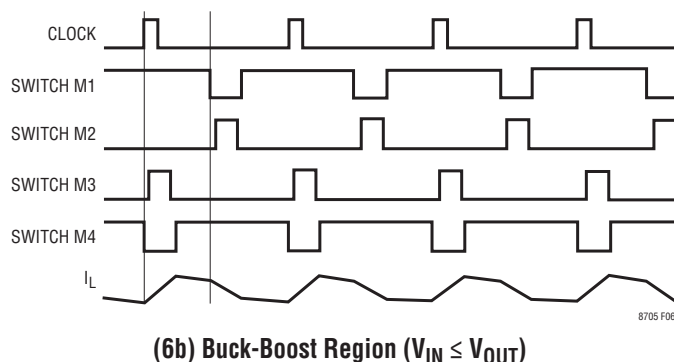 CLOCK
SWITCH M1
SWITCH M2
SWITCH M3
SWITCH M4
IL
8705 F06
(6b) Buck-Boost Region (VIN ≤ VOUT)